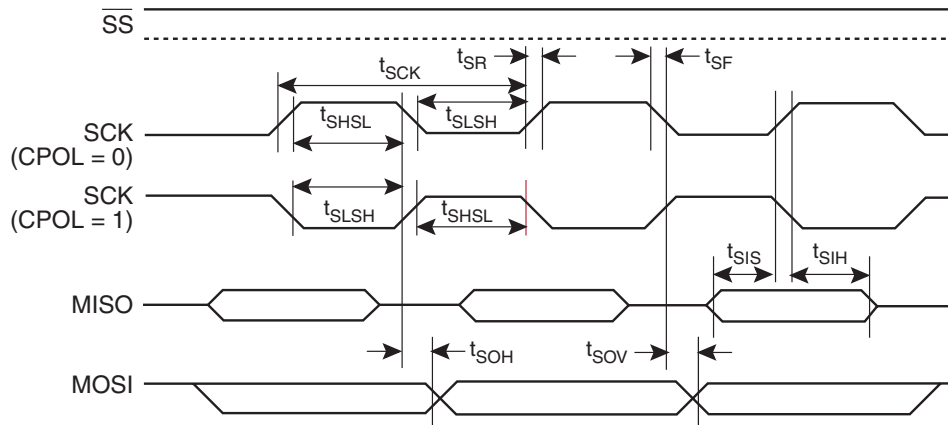 SS
tSR
tSF
tSCK
tSHSL
tSLSH
SCK
(CPOL = 0)
SCK
(CPOL = 1)
tSLSH
tSHSL
tSIS
tSIH
MISO
tSOH
tSOV
MOSI